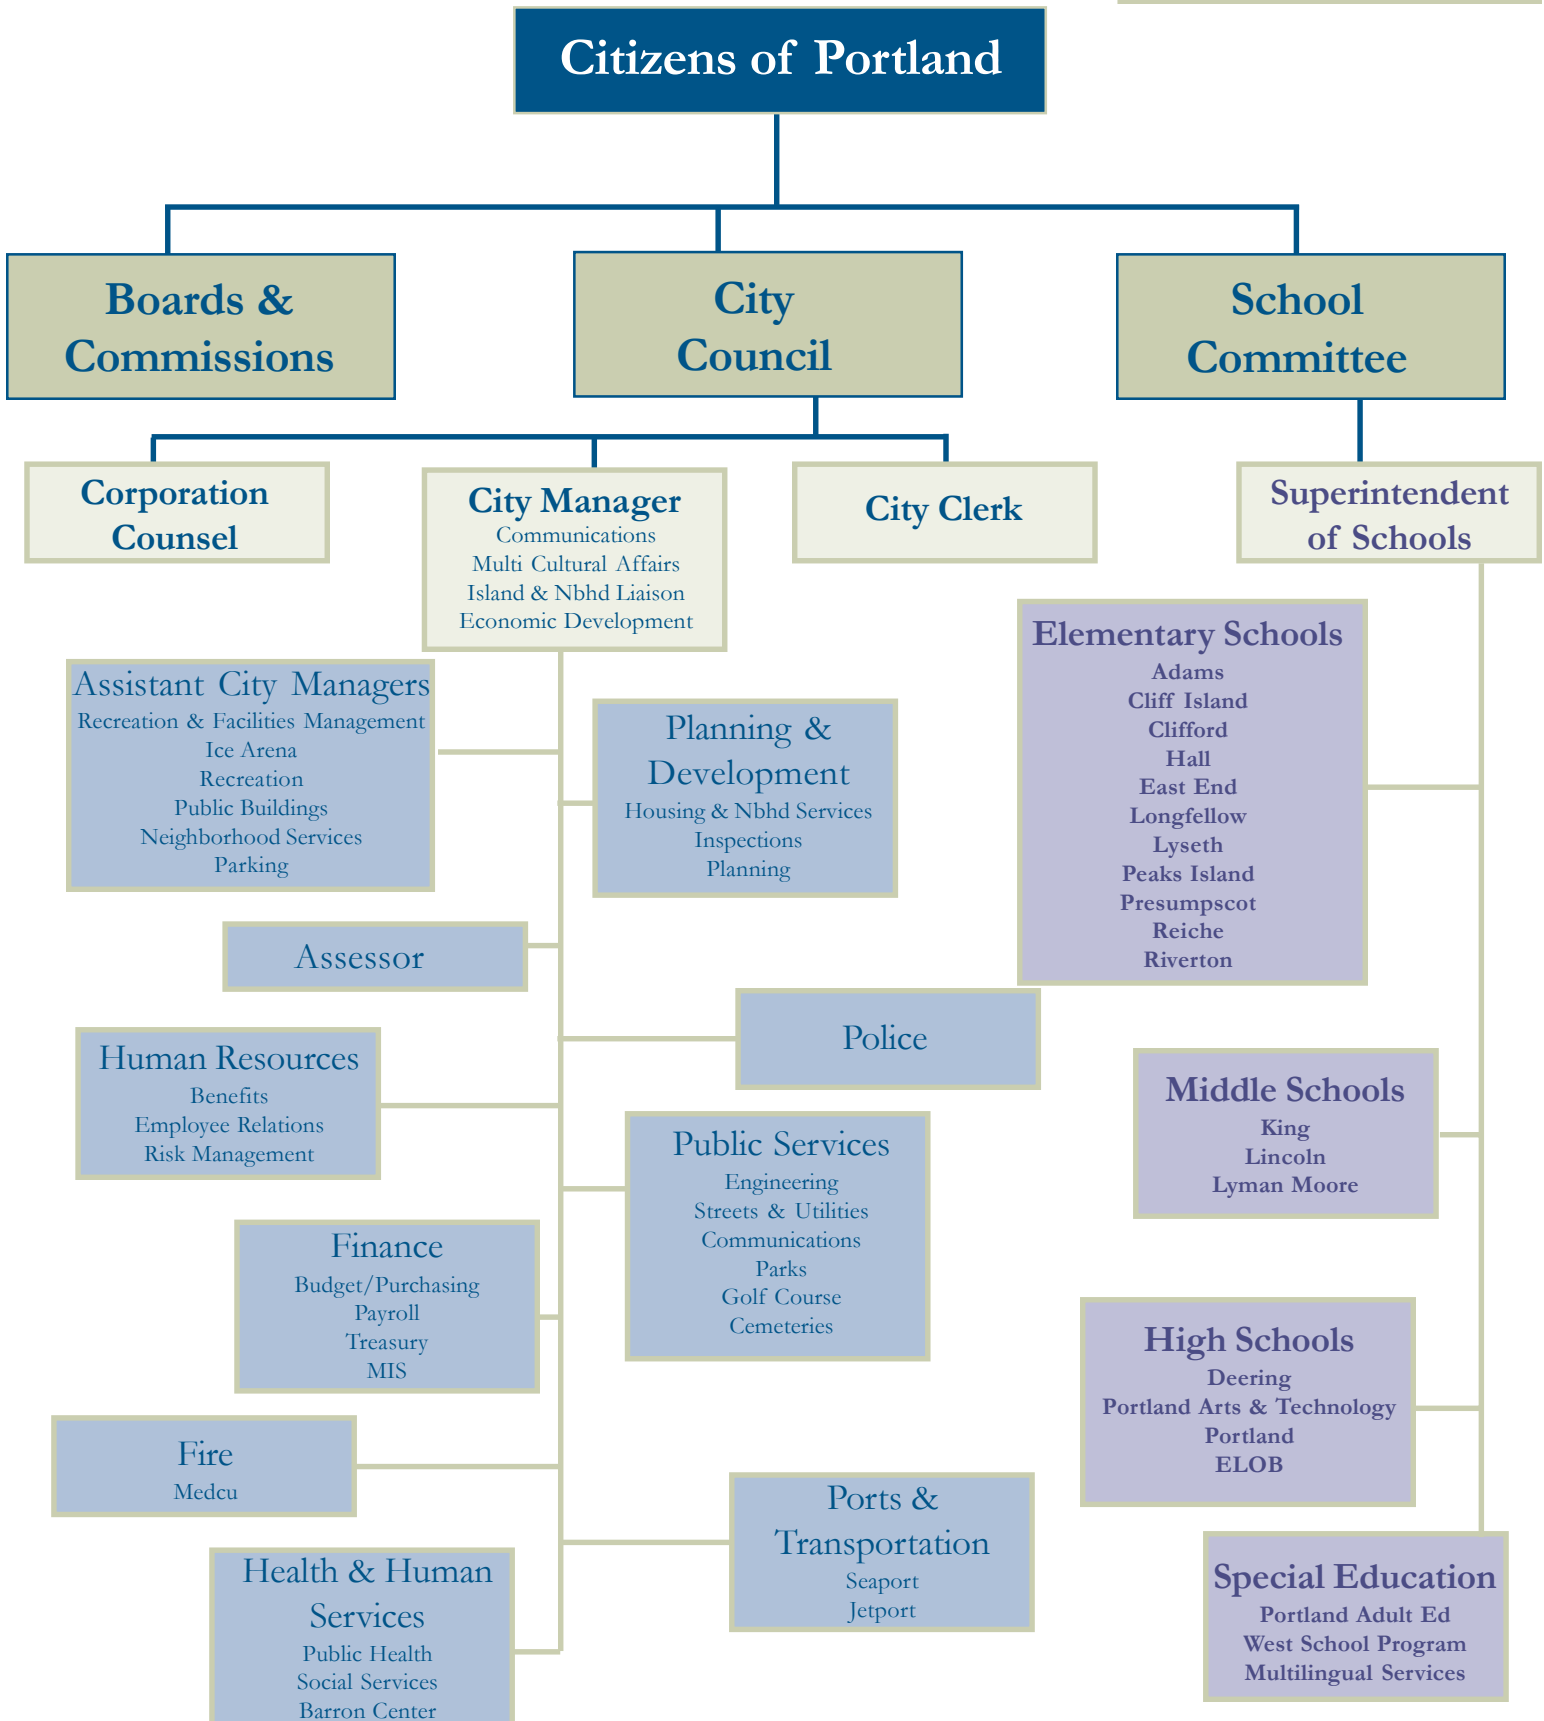 Citizens of Portland
Boards &
Commissions
City
Council
School
Committee
Corporation
Counsel
City Manager
Communications
Multi Cultural Affairs
Island & Nbhd Liaison
Economic Development
City Clerk
Superintendent
of Schools
Assistant City Managers
Recreation & Facilities Management
Ice Arena
Recreation
Public Buildings
Neighborhood Services
Parking
Planning &
Development
Housing & Nbhd Services
Inspections
Planning
Elementary Schools
Adams
Cliff Island
Clifford
Hall
East End
Longfellow
Lyseth
Peaks Island
Presumpscot
Reiche
Riverton
Assessor
Police
Human Resources
Benefits
Employee Relations
Risk Management
Middle Schools
King
Lincoln
Lyman Moore
Public Services
Engineering
Streets & Utilities
Communications
Parks
Golf Course
Cemeteries
Finance
Budget/Purchasing
Payroll
Treasury
MIS
High Schools
Deering
Portland Arts & Technology
Portland
ELOB
Fire
Medcu
Ports &
Transportation
Seaport
Jetport
Health & Human
Services
Public Health
Social Services
Barron Center
Special Education
Portland Adult Ed
West School Program
Multilingual Services